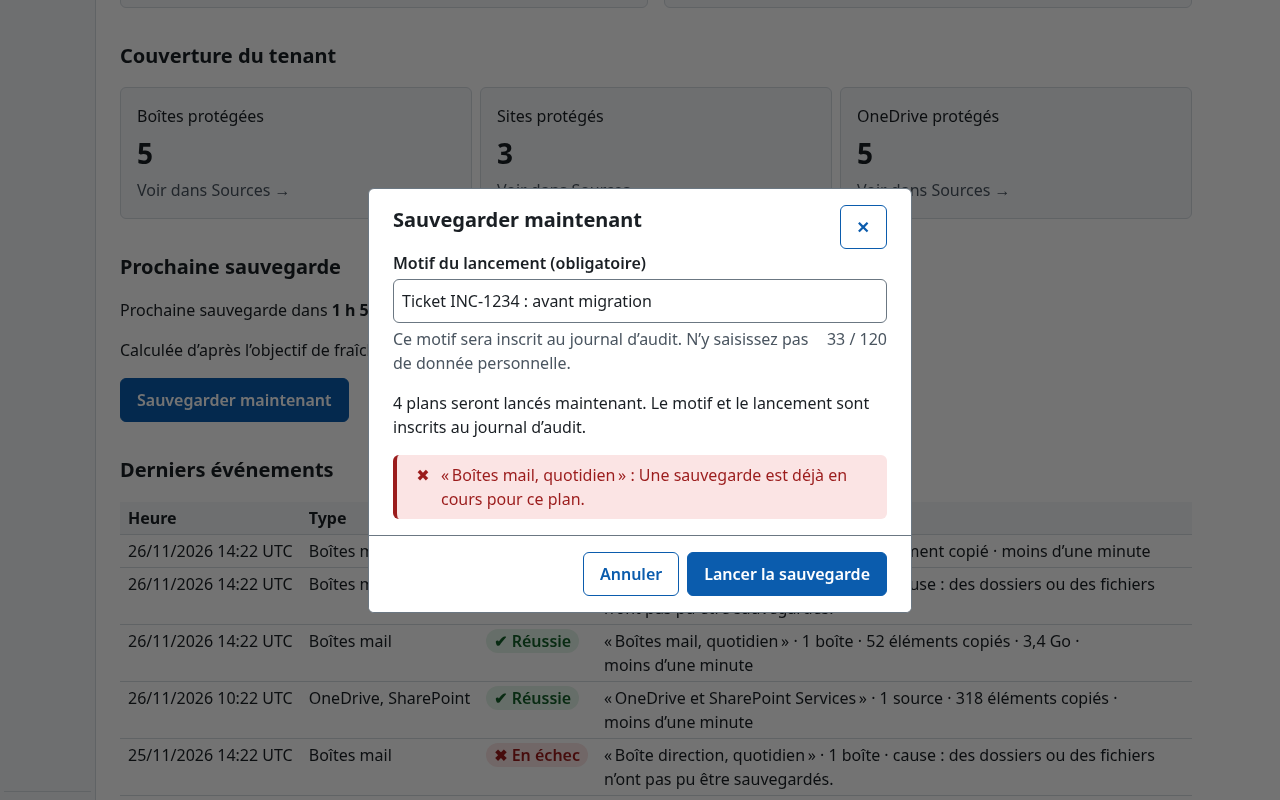 Couverture du tenant
Boîtes protégées
5
Voir dans Sources →
Sites protégés
3
OneDrive protégés
5
Voir dans Sources →
Sauvegarder maintenant
×
Motif du lancement (obligatoire)
Ticket INC-1234 : avant migration
Ce motif sera inscrit au journal d’audit. N’y saisissez pas
de donnée personnelle.
33 / 120
4 plans seront lancés maintenant. Le motif et le lancement sont
inscrits au journal d’audit.
✖ « Boîtes mail, quotidien » : Une sauvegarde est déjà en
cours pour ce plan.
Annuler
Lancer la sauvegarde
Prochaine sauvegarde
Prochaine sauvegarde dans 1 h 5
Calculée d’après l’objectif de
Sauvegarder maintenant
Derniers événements
Heure Type
26/11/2026 14:22 UTC Boîtes copié · moins d’une minute
26/11/2026 14:22 UTC Boîtes cause : des dossiers ou des fichiers
26/11/2026 14:22 UTC Boîtes mail ✔ Réussie « Boîtes mail, quotidien » · 1 boîte · 52 éléments copiés · 3,4 Go ·
moins d’une minute
26/11/2026 10:22 UTC OneDrive, SharePoint ✔ Réussie « OneDrive et SharePoint Services » · 1 source · 318 éléments copiés ·
moins d’une minute
25/11/2026 14:22 UTC Boîtes mail ✖ En échec « Boîte direction, quotidien » · 1 boîte · cause : des dossiers ou des fichiers
n’ont pas pu être sauvegardés.